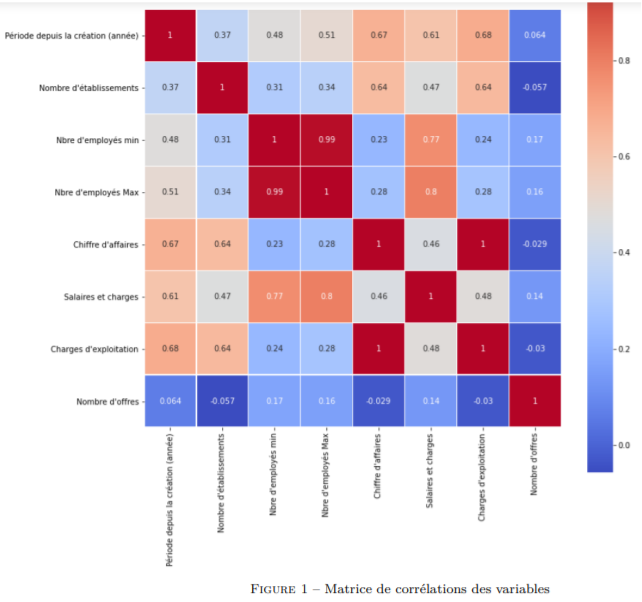 Période depuis la création (année) 1 0.37 0.48 0.51 0.67 0.61 0.68 0.064
Nombre d'établissements 0.37 1 0.31 0.34 0.64 0.47 0.64 -0.057
Nbre d'employés min 0.48 0.31 1 0.99 0.23 0.77 0.24 0.17
Nbre d'employés Max 0.51 0.34 0.99 1 0.28 0.8 0.28 0.16
Chiffre d'affaires 0.67 0.64 0.23 0.28 1 0.46 1 -0.029
Salaires et charges 0.61 0.47 0.77 0.8 0.46 1 0.48 0.14
Charges d'exploitation 0.68 0.64 0.24 0.28 1 0.48 1 -0.03
Nombre d'offres 0.064 -0.057 0.17 0.16 -0.029 0.14 -0.03 1
Période depuis la création (année)
Nombre d'établissements
Nbre d'employés min
Nbre d'employés Max
Chiffre d'affaires
Salaires et charges
Charges d'exploitation
Nombre d'offres
0.8
0.6
0.4
0.2
0.0
FIGURE 1 – Matrice de corrélations des variables